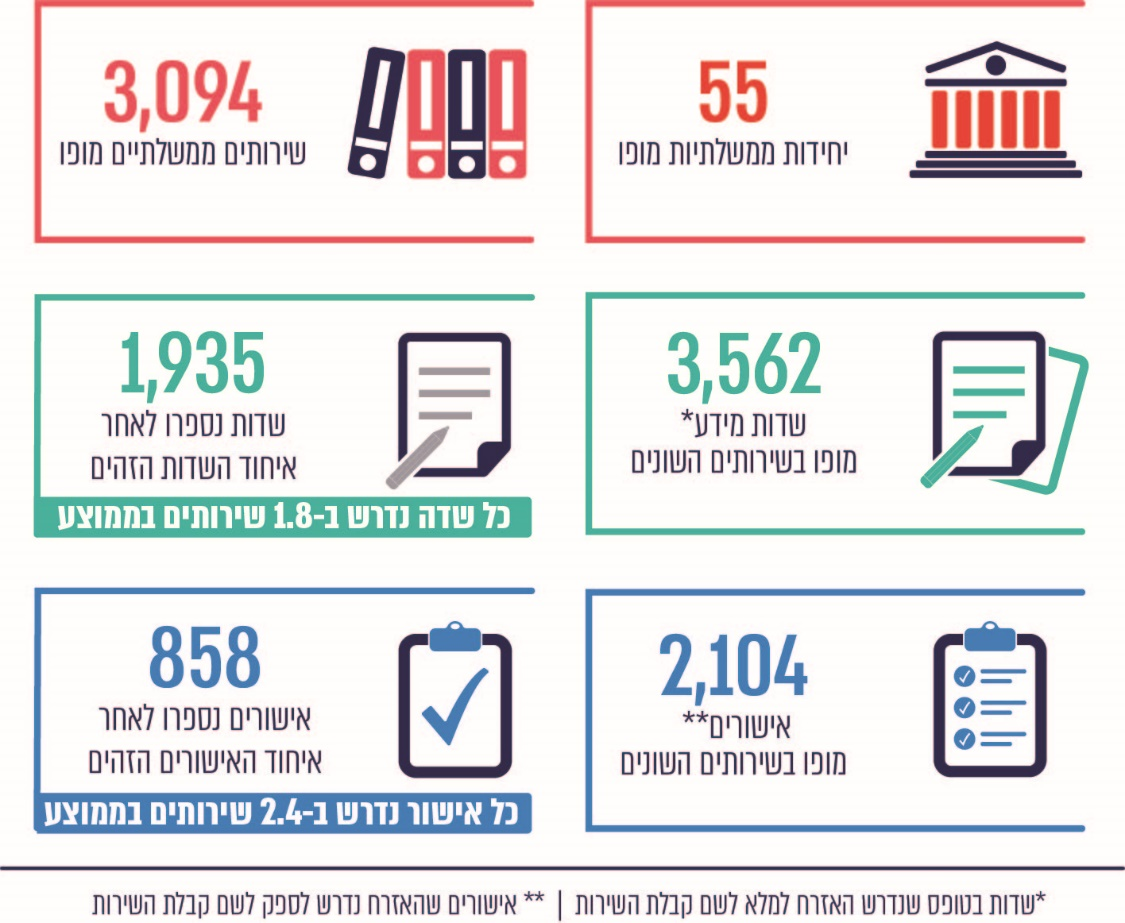 55
יחידות ממשלתיות מופו
3,094
שירותים ממשלתיים מופו
3,562
שדות מידע*
מופו בשירותים השונים
1,935
שדות נספרו לאחר
איחוד השדות הזהים
כל שדה נדרש ב-1.8 שירותים בממוצע
2,104
אישורים**
מופו בשירותים השונים
858
אישורים נספרו לאחר
איחוד האישורים הזהים
כל אישור נדרש ב-2.4 שירותים בממוצע
*שדות בטופס שנדרש האזרח למלא לשם קבלת השירות | ** אישורים שהאזרח נדרש לספק לשם קבלת השירות